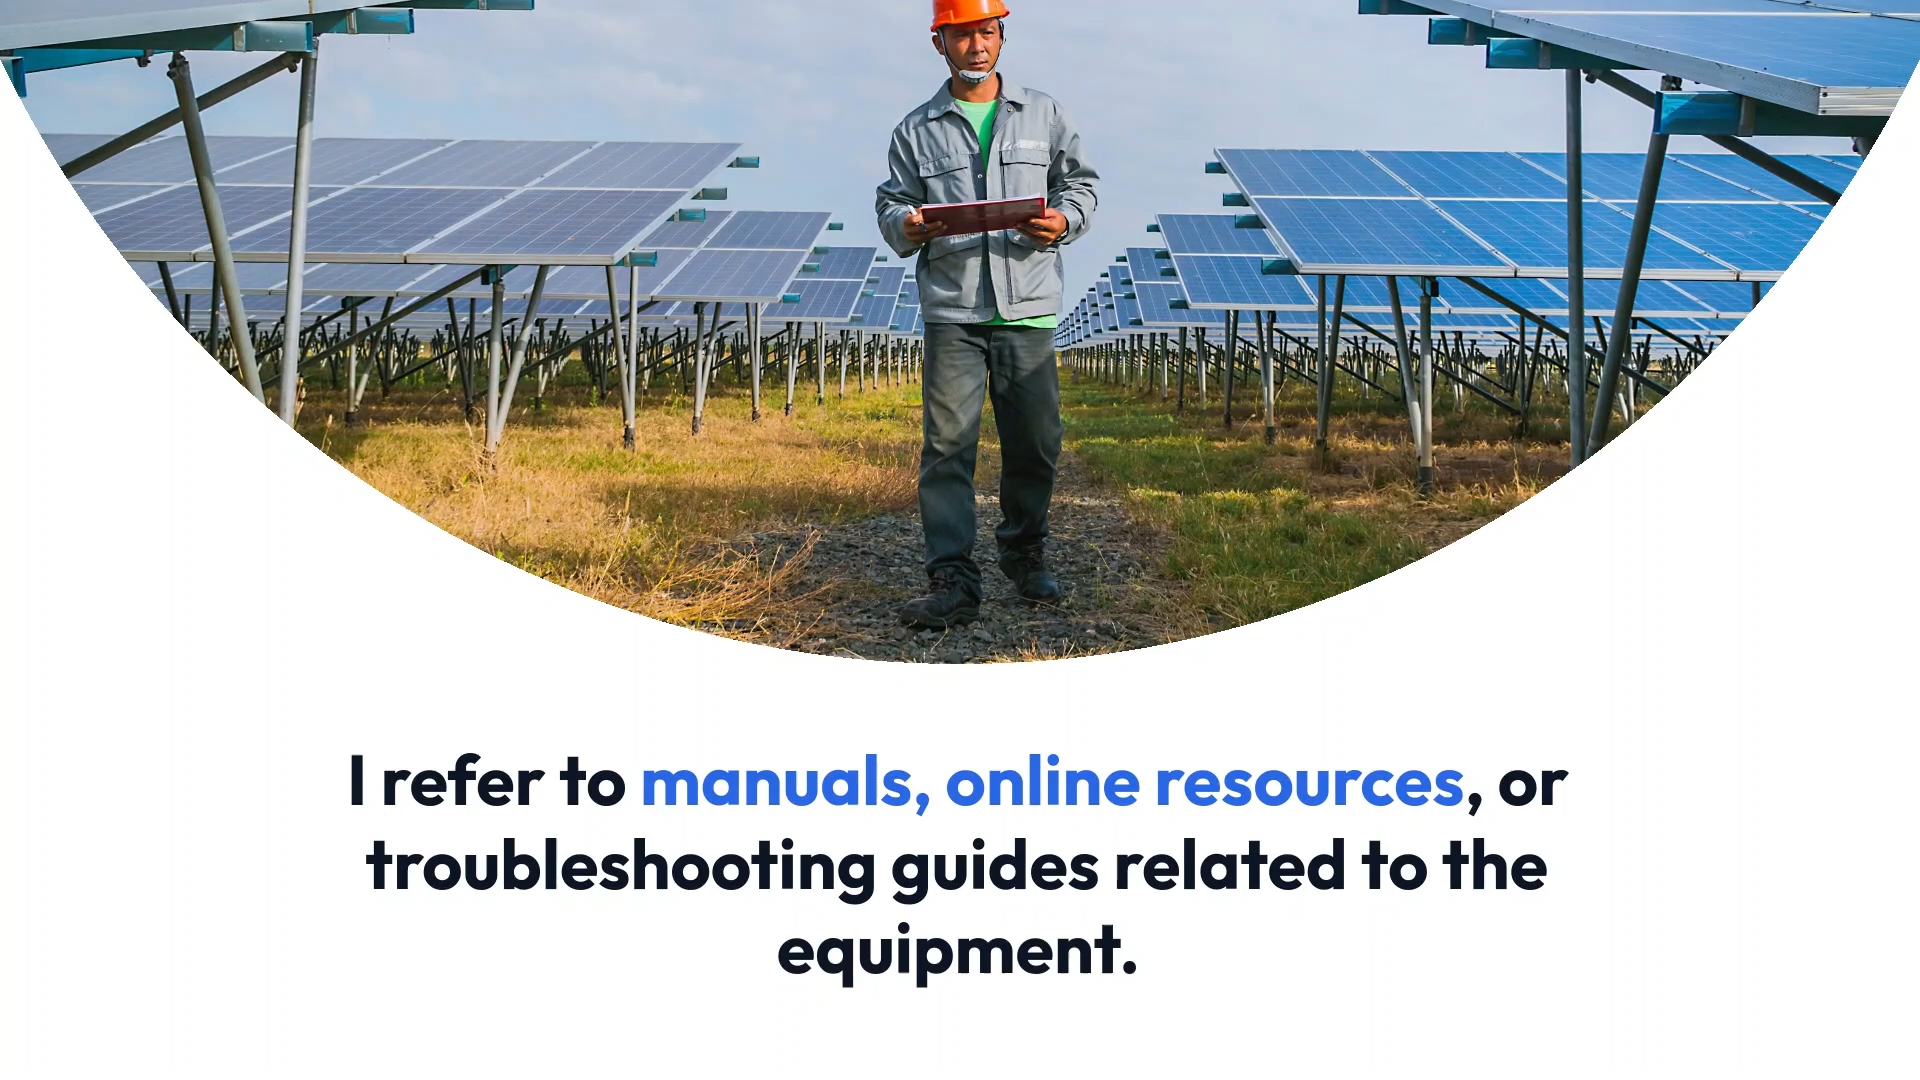 I refer to manuals, online resources, or
troubleshooting guides related to the
equipment.